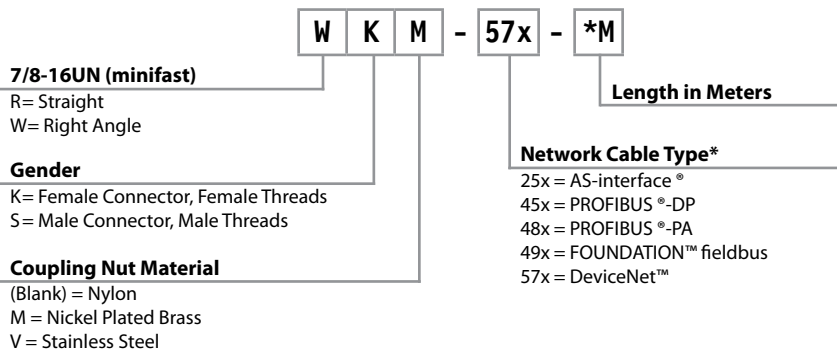 W K M - 57x - *M
7/8-16UN (minifast)
R= Straight
W= Right Angle
Gender
K= Female Connector, Female Threads
S= Male Connector, Male Threads
Coupling Nut Material
(Blank) = Nylon
M = Nickel Plated Brass
V = Stainless Steel
Length in Meters
Network Cable Type*
25x = AS-interface ®
45x = PROFIBUS ®-DP
48x = PROFIBUS ®-PA
49x = FOUNDATION™ fieldbus
57x = DeviceNet™